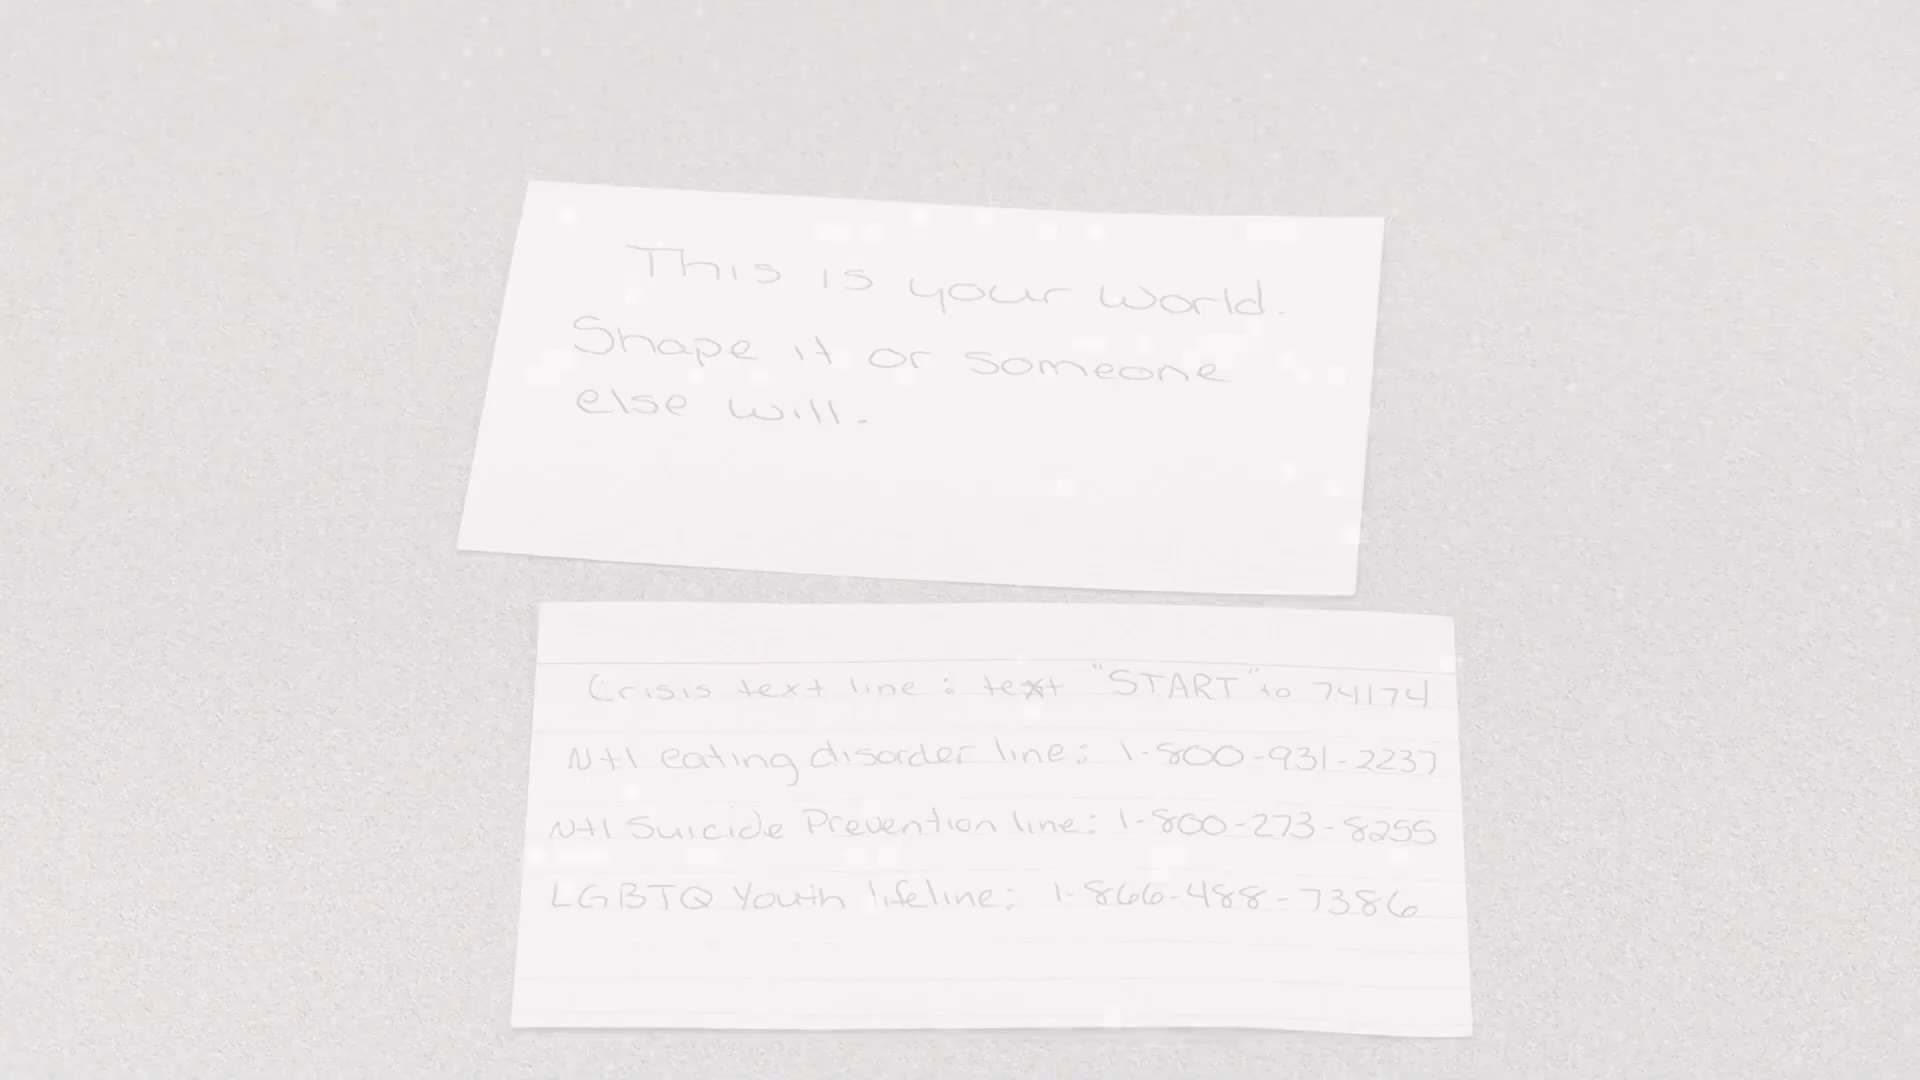 This is your world.
Shape it or someone
else will.
Crisis text line : text "START" to 74174
Ntl eating disorder line: 1-800-931-2237
Ntl Suicide Prevention line: 1-800-273-8255
LGBTQ Youth lifeline: 1-866-488-7386